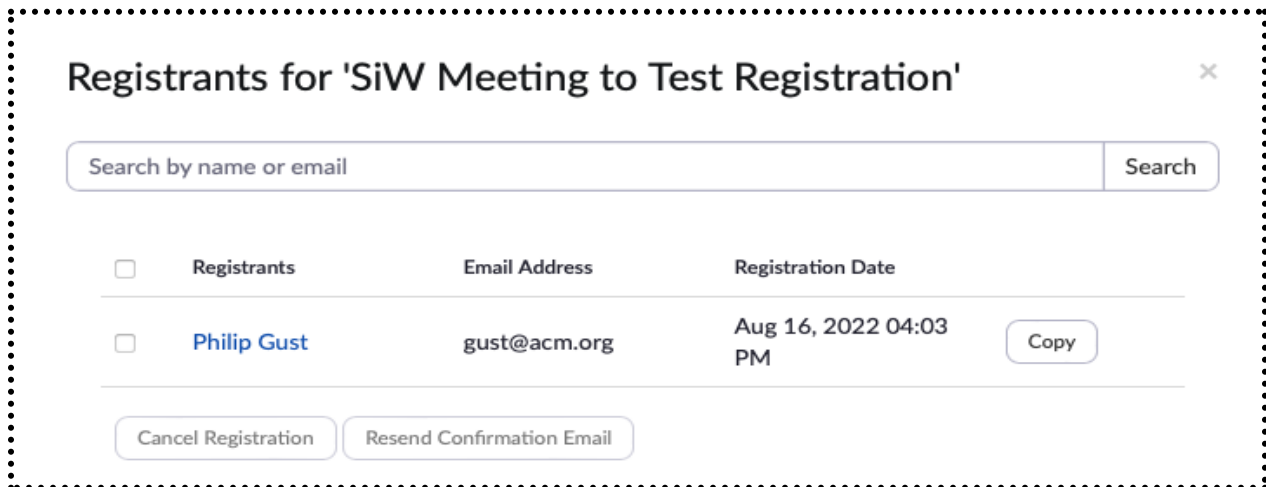 Registrants for 'SiW Meeting to Test Registration'
×
Search by name or email
Search
Registrants
Email Address
Registration Date
Philip Gust
gust@acm.org
Aug 16, 2022 04:03
PM
Copy
Cancel Registration
Resend Confirmation Email